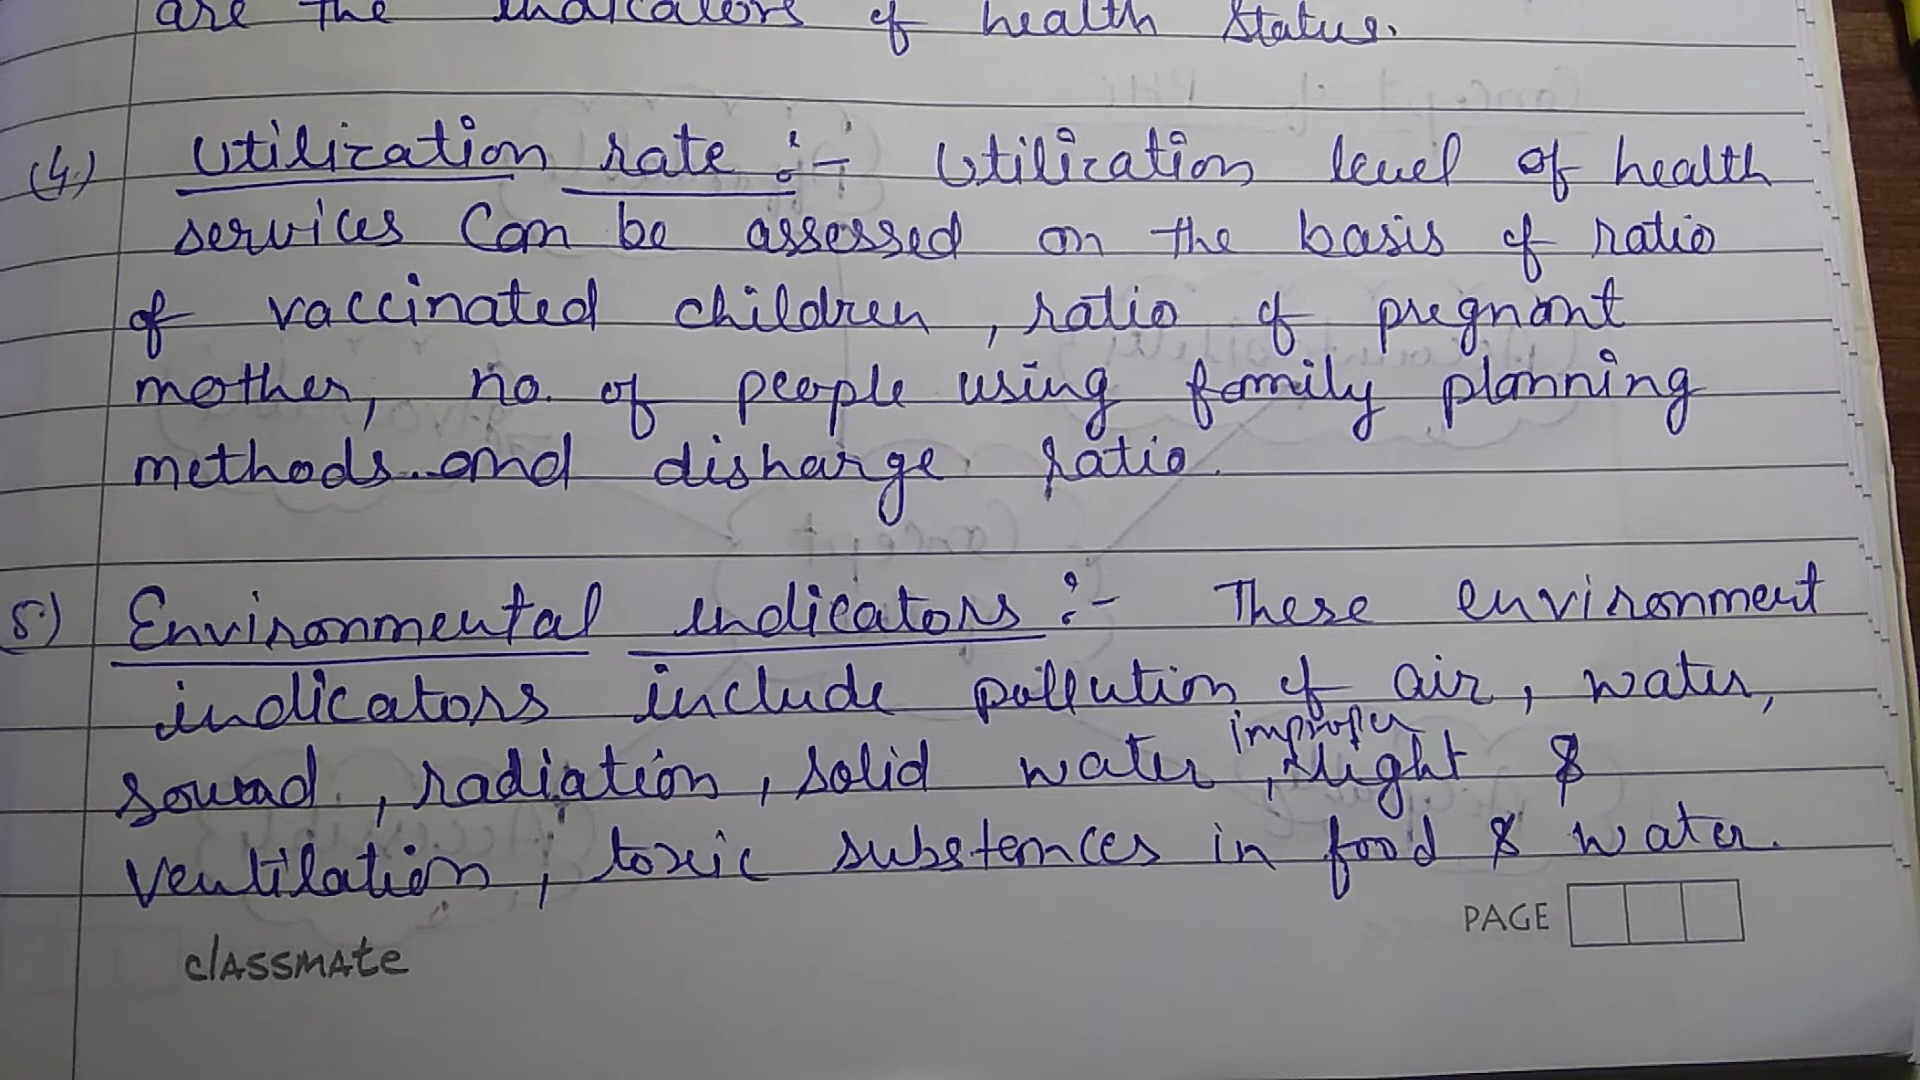 are the indicators of health status.
(4.) Utilization rate :- Utilization level of health
services Can be assessed on the basis of ratio
of vaccinated children, ratio of pregnant
mother, no. of people using family planning
methods and disharge ratio.
5.) Environmental indicators :- These environment
indicators include pollution of air, water,
improper
sound, radiation, solid water, light &
ventilation, toxic substences in food & water.
PAGE
classmate